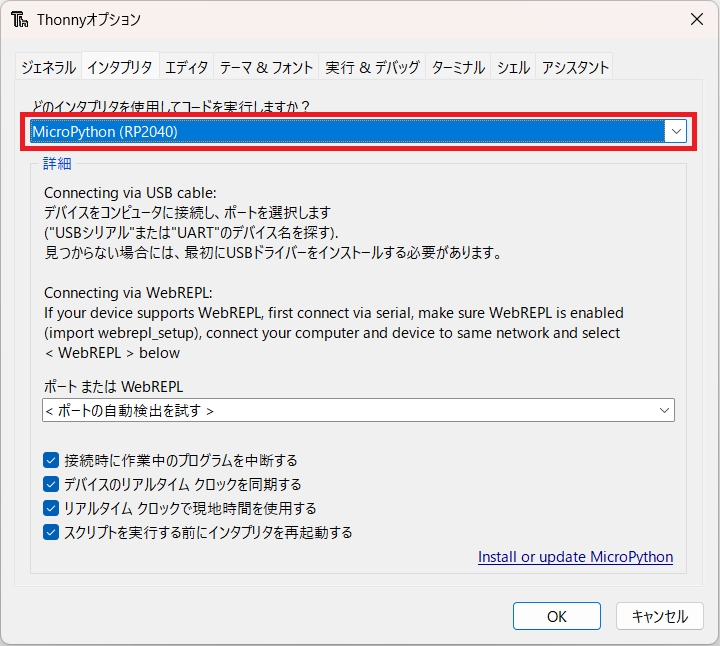 Thonnyオプション
ジェネラル インタプリタ エディタ テーマ & フォント 実行 & デバッグ ターミナル シェル アシスタント
どのインタプリタを使用してコードを実行しますか？
MicroPython (RP2040)
詳細
Connecting via USB cable:
デバイスをコンピュータに接続し、ポートを選択します
("USBシリアル"または"UART"のデバイス名を探す).
見つからない場合には、最初にUSBドライバーをインストールする必要があります。
Connecting via WebREPL:
If your device supports WebREPL, first connect via serial, make sure WebREPL is enabled
(import webrepl_setup), connect your computer and device to same network and select
< WebREPL > below
ポート または WebREPL
< ポートの自動検出を試す >
接続時に作業中のプログラムを中断する
デバイスのリアルタイム クロックを同期する
リアルタイム クロックで現地時間を使用する
スクリプトを実行する前にインタプリタを再起動する
Install or update MicroPython
OK キャンセル